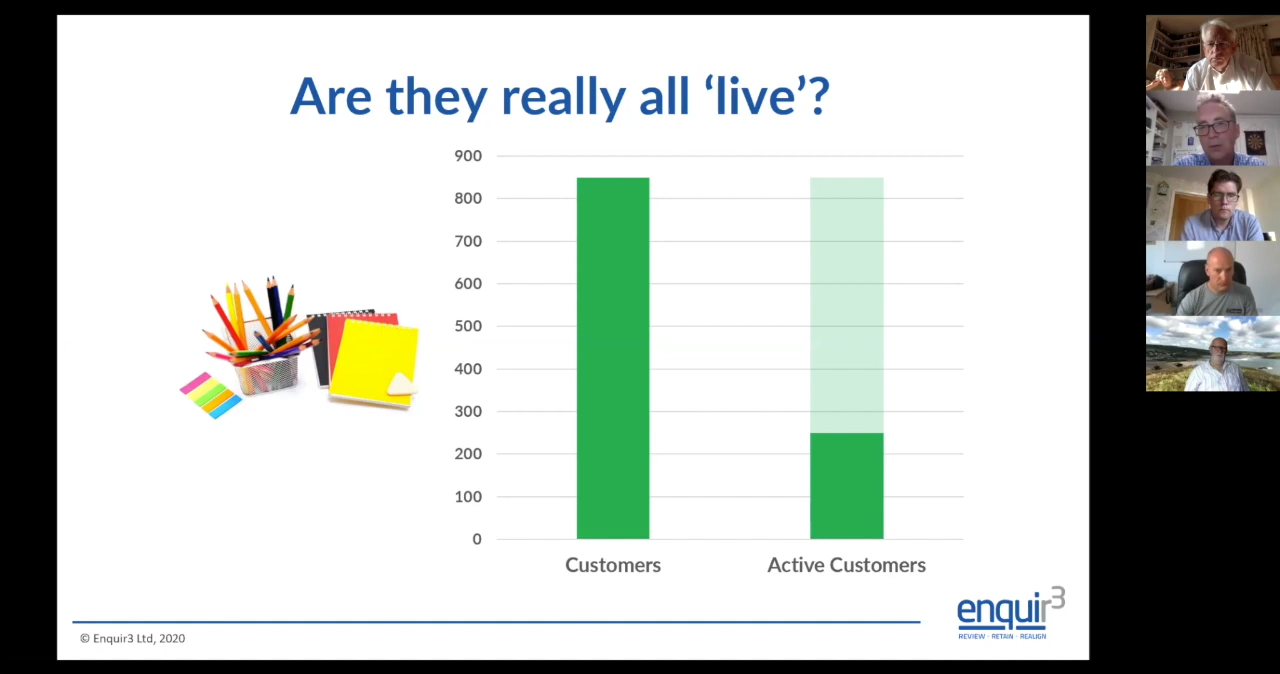 Are they really all ‘live’?
900
800
700
600
500
400
300
200
100
0
Customers
Active Customers
© Enquir3 Ltd, 2020
enquir3
REVIEW · RETAIN · REALIGN